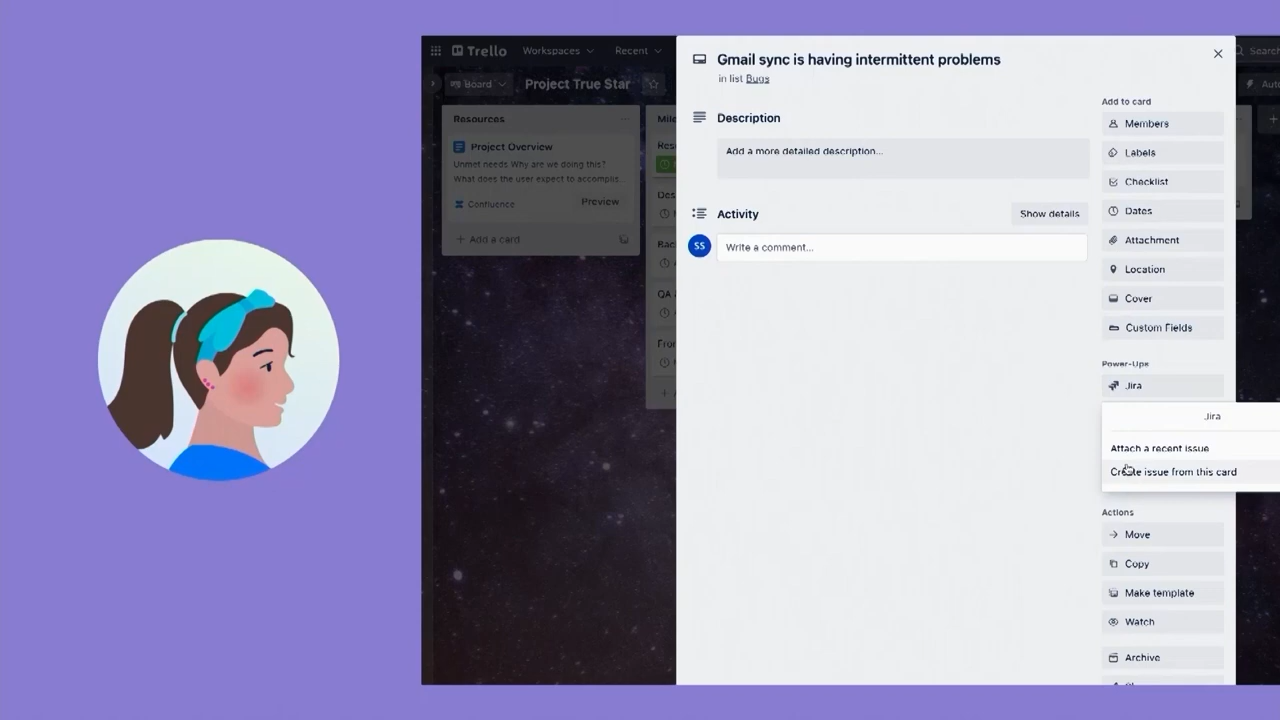 Trello
Workspaces
Recent
Board
Project True Star
Resources
Project Overview
Unmet needs Why are we doing this?
What does the user expect to accomplis..
Confluence
Preview
+ Add a card
Gmail sync is having intermittent problems
in list Bugs
Description
Add a more detailed description...
Activity
Show details
SS
Write a comment...
Add to card
Members
Labels
Checklist
Dates
Attachment
Location
Cover
Custom Fields
Power-Ups
Jira
Jira
Attach a recent issue
Create issue from this card
Actions
Move
Copy
Make template
Watch
Archive